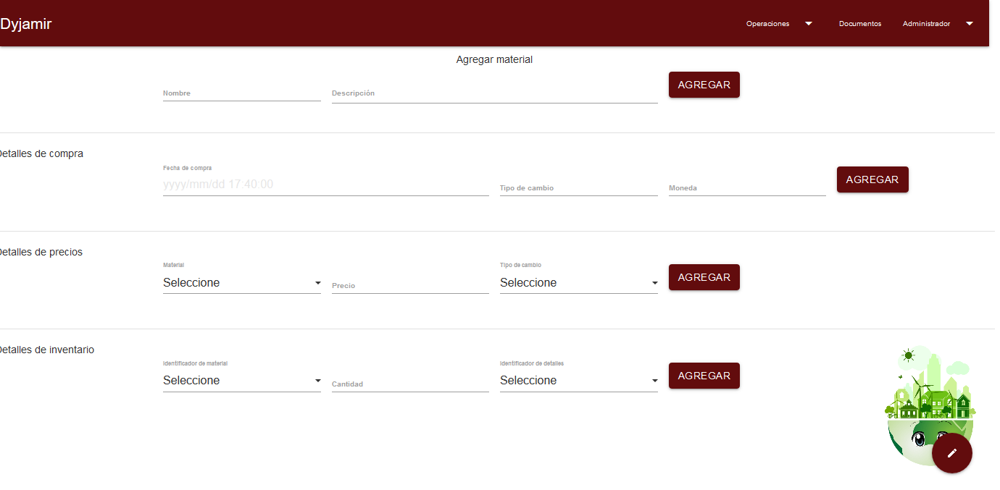 Dyjamir
Operaciones Documentos Administrador
Agregar material
Nombre Descripción AGREGAR
Detalles de compra
Fecha de compra
yyyy/mm/dd 17:40:00 Tipo de cambio Moneda AGREGAR
Detalles de precios
Material Tipo de cambio
Seleccione Precio Seleccione AGREGAR
Detalles de inventario
Identificador de material Identificador de detalles
Seleccione Cantidad Seleccione AGREGAR